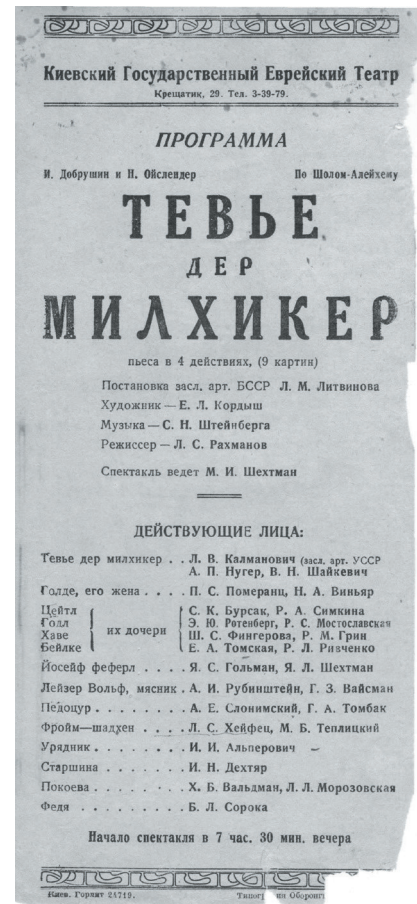 Киевский Государственный Еврейский Театр
Крещатик, 29. Тел. 3-39-79.
ПРОГРАММА
И. Добрушин и Н. Ойслендер По Шолом-Алейхему
ТЕВЬЕ
ДЕР
МИЛХИКЕР
пьеса в 4 действиях, (9 картин)
Постановка засл. арт. БССР Л. М. Литвинова
Художник — Е. Л. Кордыш
Музыка — С. Н. Штейнберга
Режиссер — Л. С. Рахманов
Спектакль ведет М. И. Шехтман
ДЕЙСТВУЮЩИЕ ЛИЦА:
Тевье дер милхикер . . Л. В. Калманович (засл. арт. УССР
А. П. Нугер, В. Н. Шайкевич
Голде, его жена . . . . П. С. Померанц, Н. А. Виньяр
Цейтл С. К. Бурсак, Р. А. Симкина
Голл Э. Ю. Ротенберг, Р. С. Мостославская
их дочери
Хаве Ш. С. Фингерова, Р. М. Грин
Бейлке Е. А. Томская, Р. Л. Ривченко
Йосейф феферл . . . . Я. С. Гольман, Я. Л. Шехтман
Лейзер Вольф, мясник . А. И. Рубинштейн, Г. З. Вайсман
Педоцур . . . . . . . . А. Е. Слонимский, Г. А. Томбак
Фройм—шадхен . . . . Л. С. Хейфец, М. Б. Теплицкий
Урядник . . . . . . . . И. И. Альперович
Старшина . . . . . . . И. Н. Дехтяр
Покоева . . . . . . . . Х. Б. Вальдман, Л. Л. Морозовская
Федя . . . . . . . . . Б. Л. Сорока
Начало спектакля в 7 час. 30 мин. вечера
Киев. Горлит 24719.